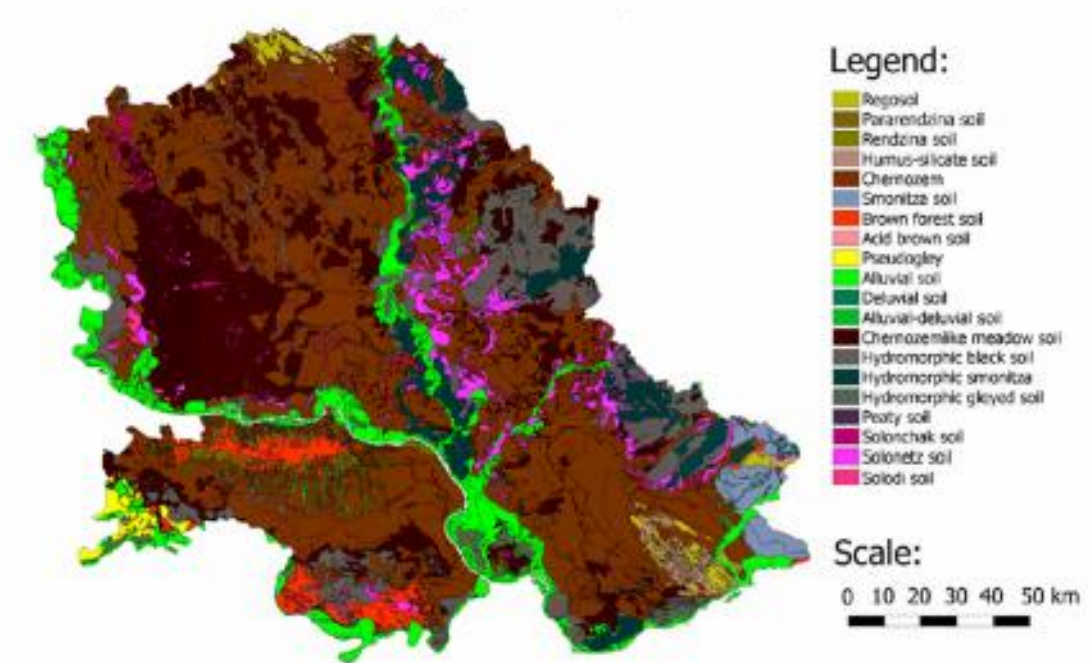 Legend:
Regosol
Pararendzina soil
Rendzina soil
Humus-silicate soil
Chernozem
Smonitza soil
Brown forest soil
Acid brown soil
Pseudogley
Alluvial soil
Deluvial soil
Alluvial-deluvial soil
Chernozemlike meadow soil
Hydromorphic black soil
Hydromorphic smonitza
Hydromorphic gleyed soil
Peaty soil
Solonchak soil
Solonetz soil
Solodi soil
Scale:
0 10 20 30 40 50 km